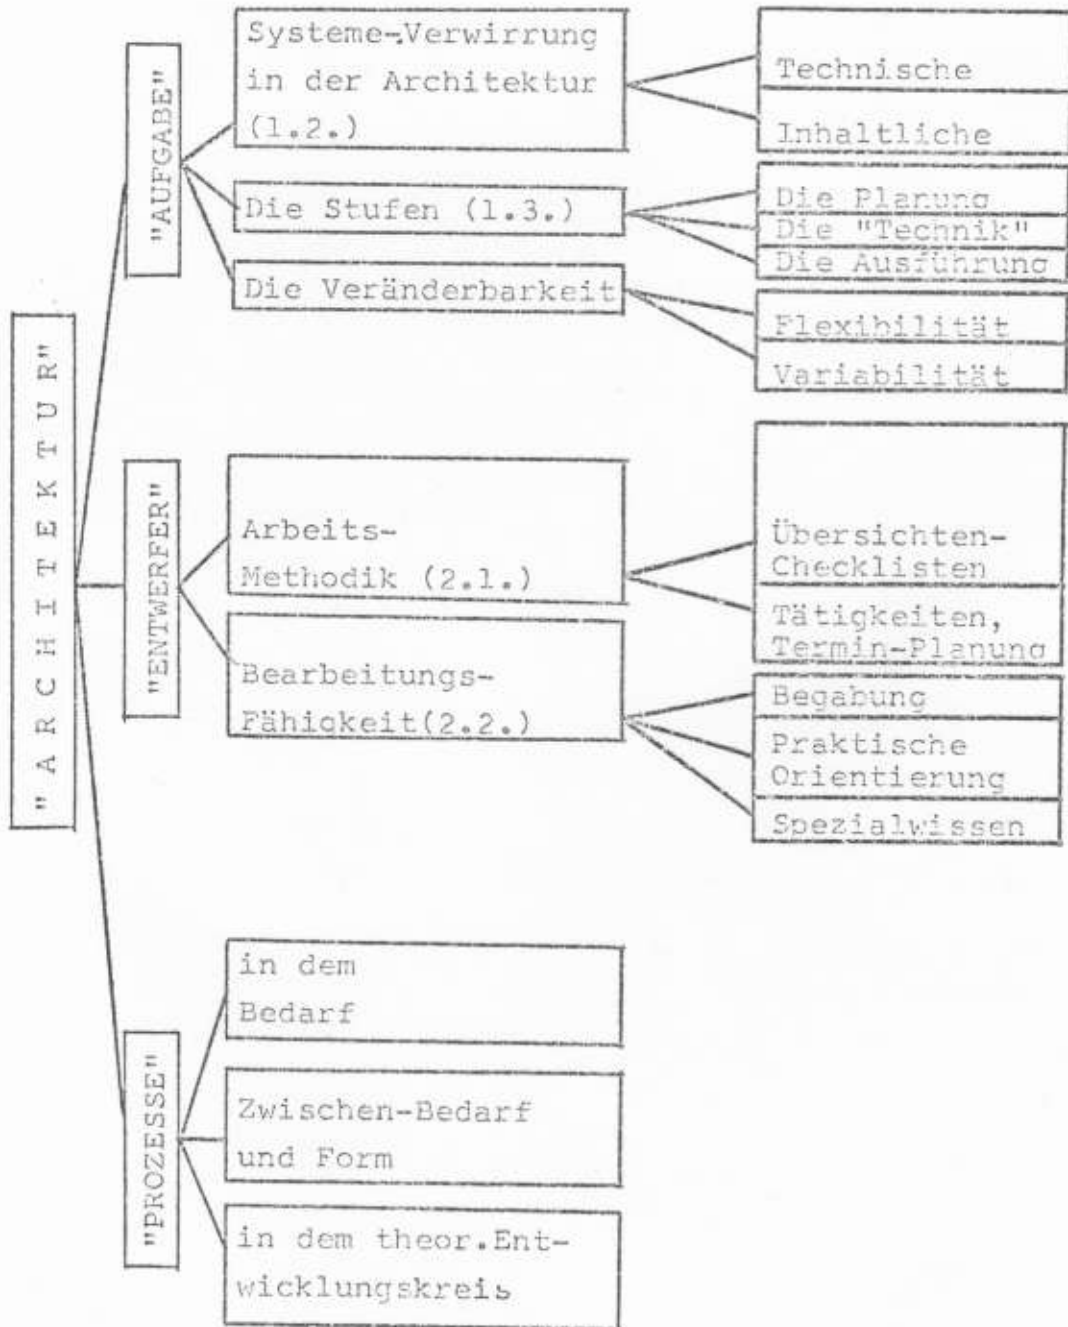 "ARCHITEKTUR"
"AUFGABE"
Systeme-Verwirrung
in der Architektur
(1.2.)
Technische
Inhaltliche
Die Stufen (1.3.)
Die Planung
Die "Technik"
Die Ausführung
Die Veränderbarkeit
Flexibilität
Variabilität
"ENTWERFER"
Arbeits-
Methodik (2.1.)
Übersichten-
Checklisten
Tätigkeiten,
Termin-Planung
Bearbeitungs-
Fähigkeit(2.2.)
Begabung
Praktische
Orientierung
Spezialwissen
"PROZESSE"
in dem
Bedarf
Zwischen-Bedarf
und Form
in dem theor.Ent-
wicklungskreis